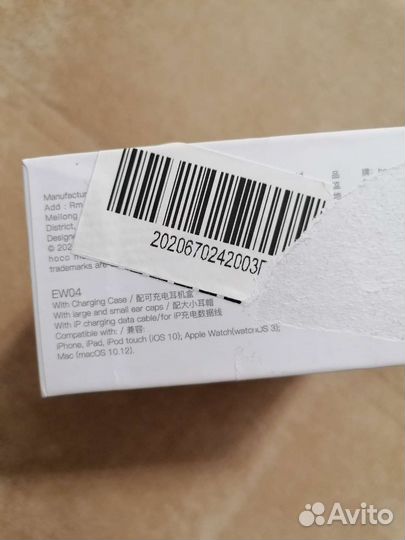 Manufactur
Add : Rm
Meilong
District,
Designe
© 202
hoco
trademarks are
2020670242003
品
EW04
With Charging Case / 配可充电耳机盒
With large and small ear caps / 配大小耳帽
With IP charging data cable/for IP充电数据线
Compatible with: / 兼容:
iPhone, iPad, iPod touch (iOS 10); Apple Watch(watchOS 3);
Mac (macOS 10.12).
Avito